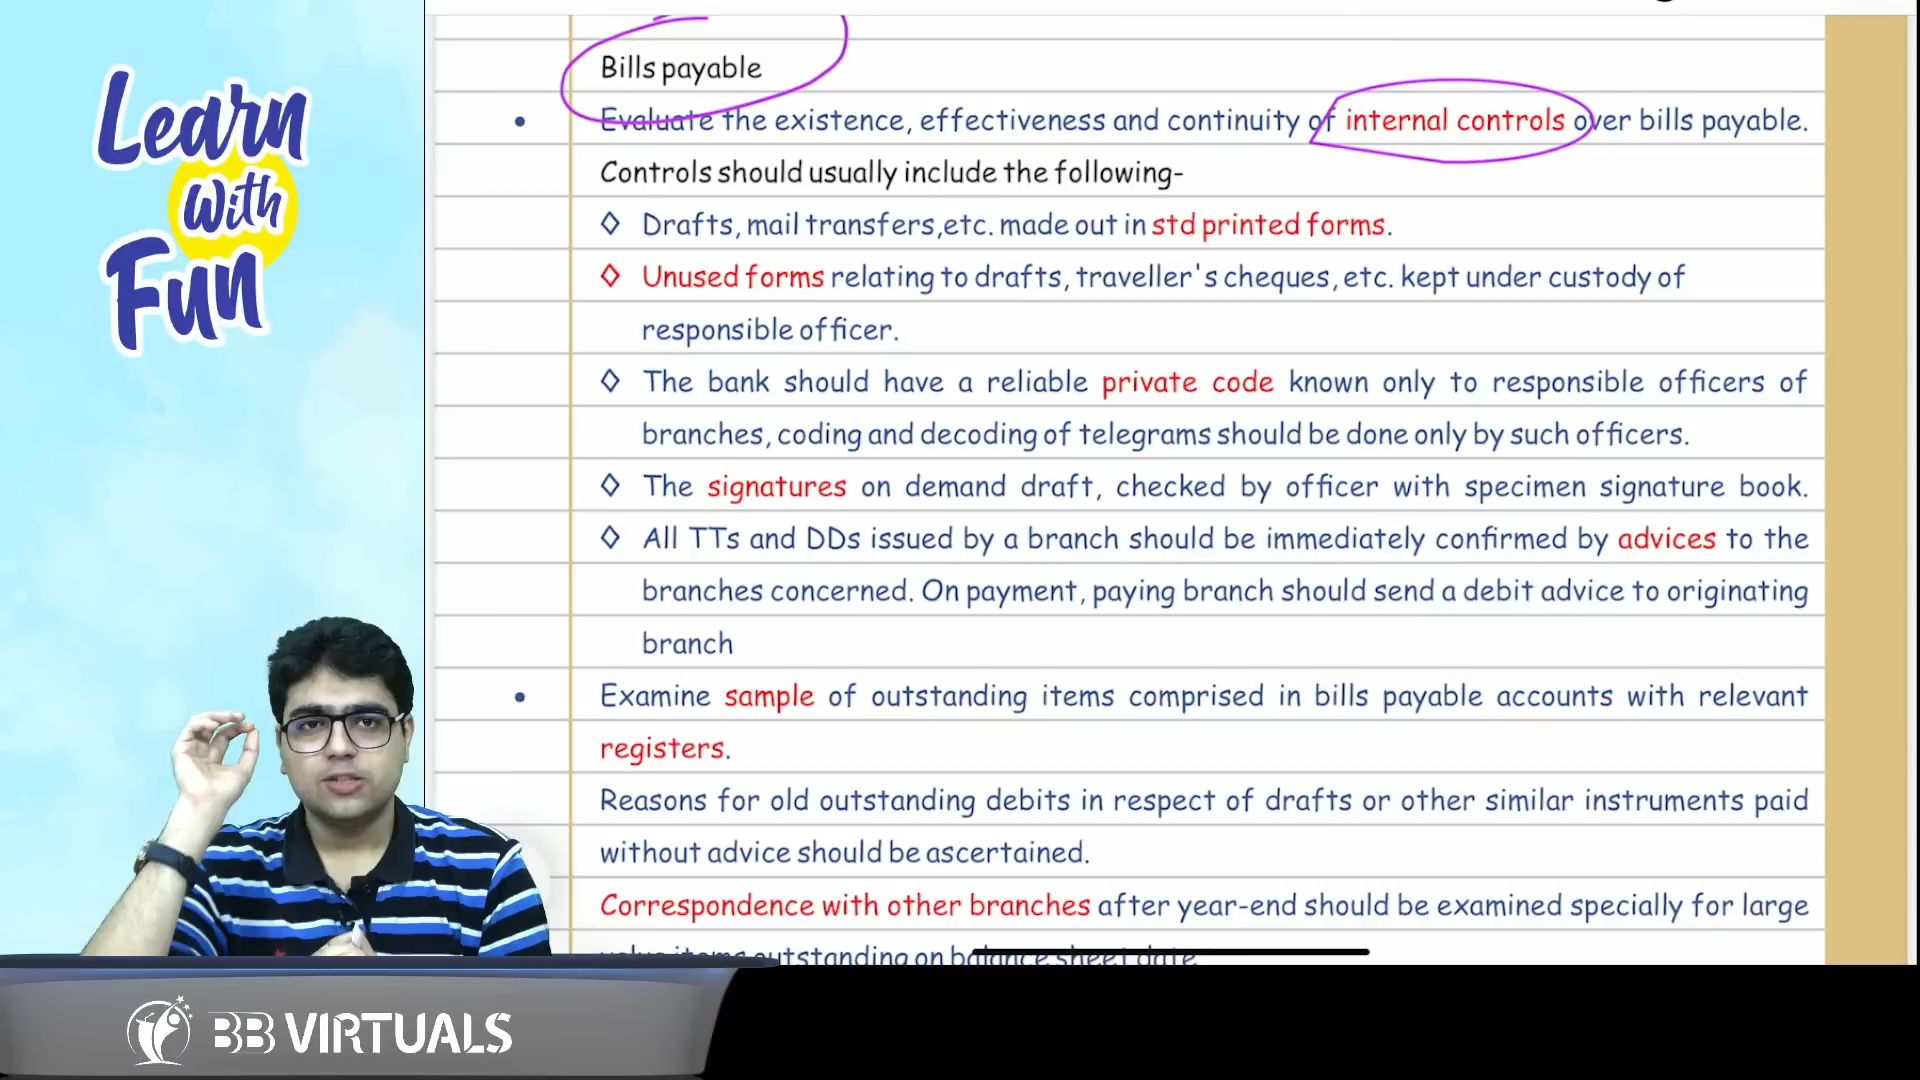 Learn
With
Fun
Bills payable
• Evaluate the existence, effectiveness and continuity of internal controls over bills payable.
Controls should usually include the following-
◊ Drafts, mail transfers,etc. made out in std printed forms.
◊ Unused forms relating to drafts, traveller's cheques, etc. kept under custody of
responsible officer.
◊ The bank should have a reliable private code known only to responsible officers of
branches, coding and decoding of telegrams should be done only by such officers.
◊ The signatures on demand draft, checked by officer with specimen signature book.
◊ All TTs and DDs issued by a branch should be immediately confirmed by advices to the
branches concerned. On payment, paying branch should send a debit advice to originating
branch
• Examine sample of outstanding items comprised in bills payable accounts with relevant
registers.
Reasons for old outstanding debits in respect of drafts or other similar instruments paid
without advice should be ascertained.
Correspondence with other branches after year-end should be examined specially for large
value items outstanding on balance sheet date.
BB VIRTUALS